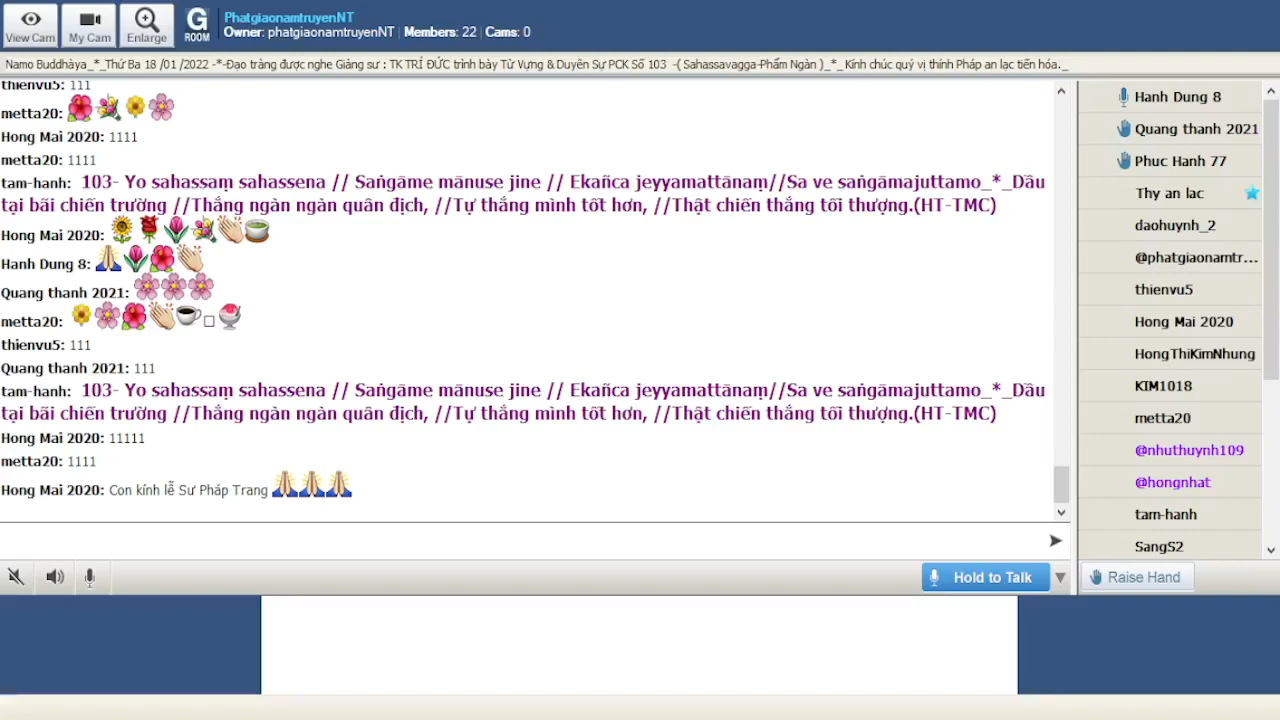 View Cam
My Cam
Enlarge
G
ROOM
PhatgiaonamtruyenNT
Owner: phatgiaonamtruyenNT | Members: 22 | Cams: 0
Namo Buddhàya_*_Thứ Ba 18 /01 /2022 -*-Đạo tràng được nghe Giảng sư : TK TRÍ ĐỨC trình bày Từ Vựng & Duyên Sự PCK Số 103 -( Sahassavagga-Phẩm Ngàn )_*_ Kính chúc quý vị thính Pháp an lạc tiến hóa._
thienvu5: 111
metta20:
Hong Mai 2020: 1111
metta20: 1111
tam-hanh: 103- Yo sahassaṃ sahassena // Saṅgāme mānuse jine // Ekañca jeyyamattānaṃ//Sa ve saṅgāmajuttamo_*_Dầu
tại bãi chiến trường //Thắng ngàn ngàn quân địch, //Tự thắng mình tốt hơn, //Thật chiến thắng tối thượng.(HT-TMC)
Hong Mai 2020:
Hanh Dung 8:
Quang thanh 2021:
metta20:
thienvu5: 111
Quang thanh 2021: 111
tam-hanh: 103- Yo sahassaṃ sahassena // Saṅgāme mānuse jine // Ekañca jeyyamattānaṃ//Sa ve saṅgāmajuttamo_*_Dầu
tại bãi chiến trường //Thắng ngàn ngàn quân địch, //Tự thắng mình tốt hơn, //Thật chiến thắng tối thượng.(HT-TMC)
Hong Mai 2020: 11111
metta20: 1111
Hong Mai 2020: Con kính lễ Sư Pháp Trang
Hold to Talk
Hanh Dung 8
Quang thanh 2021
Phuc Hanh 77
Thy an lac
daohuynh_2
@phatgiaonamtr...
thienvu5
Hong Mai 2020
HongThiKimNhung
KIM1018
metta20
@nhuthuynh109
@hongnhat
tam-hanh
SangS2
Raise Hand